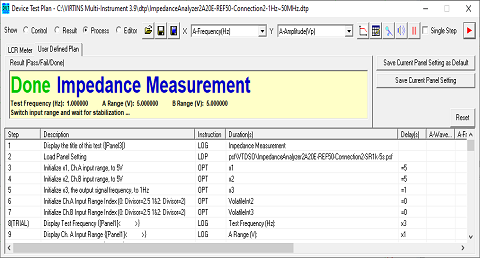 Device Test Plan - C:\VIRTINS Multi-Instrument 3.9\dtp\ImpedanceAnalyzer2A20E-REF50-Connection2-1Hz~50MHz.dtp
Show Control Result Process Editor X A-Frequency(Hz) Y A-Amplitude(Vp) Single Step
LCR Meter User Defined Plan
Result (Pass/Fail/Done)
Done Impedance Measurement
Test Frequency (Hz): 1.000000 A Range (V): 5.000000 B Range (V): 5.000000
Switch input range and wait for stabilization ...
Save Current Panel Setting as Default
Save Current Panel Setting
Reset
Step Description Instruction Duration(s) Delay(s) A-Wave... A-Fr
1 Display the title of this test ([Panel3]) LOG Impedance Measurement
2 Load Panel Setting LDP psf\VTDSO\ImpedanceAnalyzer2A20E-REF50-Connection2-SR1k-5s.psf
3 Initialize x1, Ch.A input range, to 5V OPT x1 =5
4 Initialize x2, Ch.B input range, to 5V OPT x2 =5
5 Initialize x3, the output signal frequency, to 1Hz OPT x3 =1
6 Initialize Ch.A Input Range Index (0: Divisor=2.5 1&2: Divisor=2) OPT VolatileInt2 =0
7 Initialize Ch.B Input Range Index (0: Divisor=2.5 1&2: Divisor=2) OPT VolatileInt3 =0
8(TRIAL) Display Test Frequency ([Panel1]< >) LOG Test Frequency (Hz): x3
9 Display Ch. A Input Range ([Panel1]< >) LOG A Range (V): x1